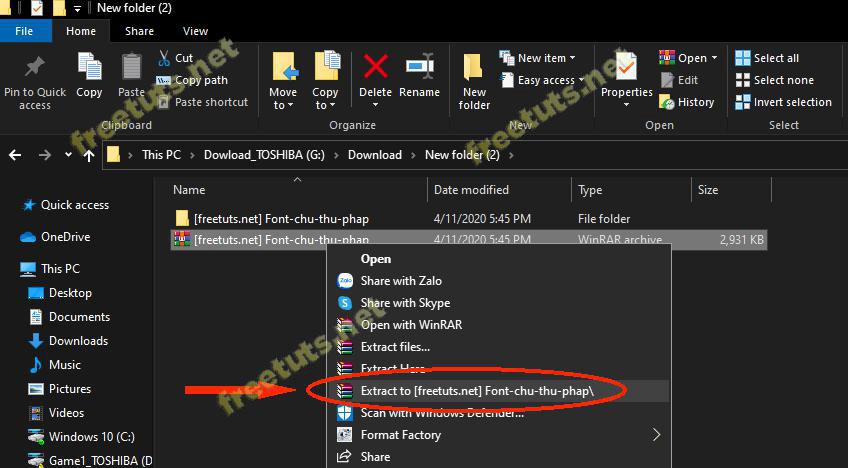 New folder (2)
File
Home
Share
View
Pin to Quick access
Copy
Paste
Cut
Copy path
Paste shortcut
Clipboard
Move to
Copy to
Delete
Rename
Organize
New folder
New item
Easy access
New
Properties
Open
Edit
History
Open
Select all
Select none
Invert selection
Select
This PC > Dowload_TOSHIBA (G:) > Download > New folder (2) >
Name
Date modified
Type
Size
[freetuts.net] Font-chu-thu-phap 4/11/2020 5:45 PM File folder
[freetuts.net] Font-chu-thu-phap 4/11/2020 5:45 PM WinRAR archive 2,931 KB
Quick access
OneDrive
This PC
Desktop
Documents
Downloads
Music
Pictures
Videos
Windows 10 (C:)
Game1_TOSHIBA (D
Open
Share with Zalo
Share with Skype
Open with WinRAR
Extract files...
Extract Here
Extract to [freetuts.net] Font-chu-thu-phap\
Scan with Windows Defender...
Format Factory
Share
Zalo
freetuts.net
freetuts.net
freetuts.net